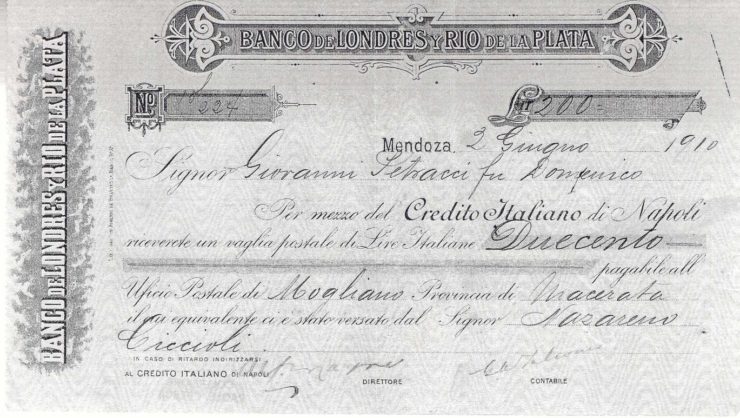 BANCO DE LONDRES Y RIO DE LA PLATA
BANCO DE LONDRES Y RIO DE LA PLATA
No. 224
Lit 200=
Mendoza, 2 Giugno 1910
Signor Giovanni Petracci fu Domenico
Per mezzo del Credito Italiano di Napoli
riceverete un vaglia postale di Lire Italiane Duecento
pagabile all'
Uficio Postale di Mogliano Provincia di Macerata
il cui equivalente ci e stato versato dal Signor Nazareno
Ciccioli.
IN CASO DI RITARDO INDIRIZZARSI
AL CREDITO ITALIANO DI NAPOLI
DIRETTORE
CONTABILE